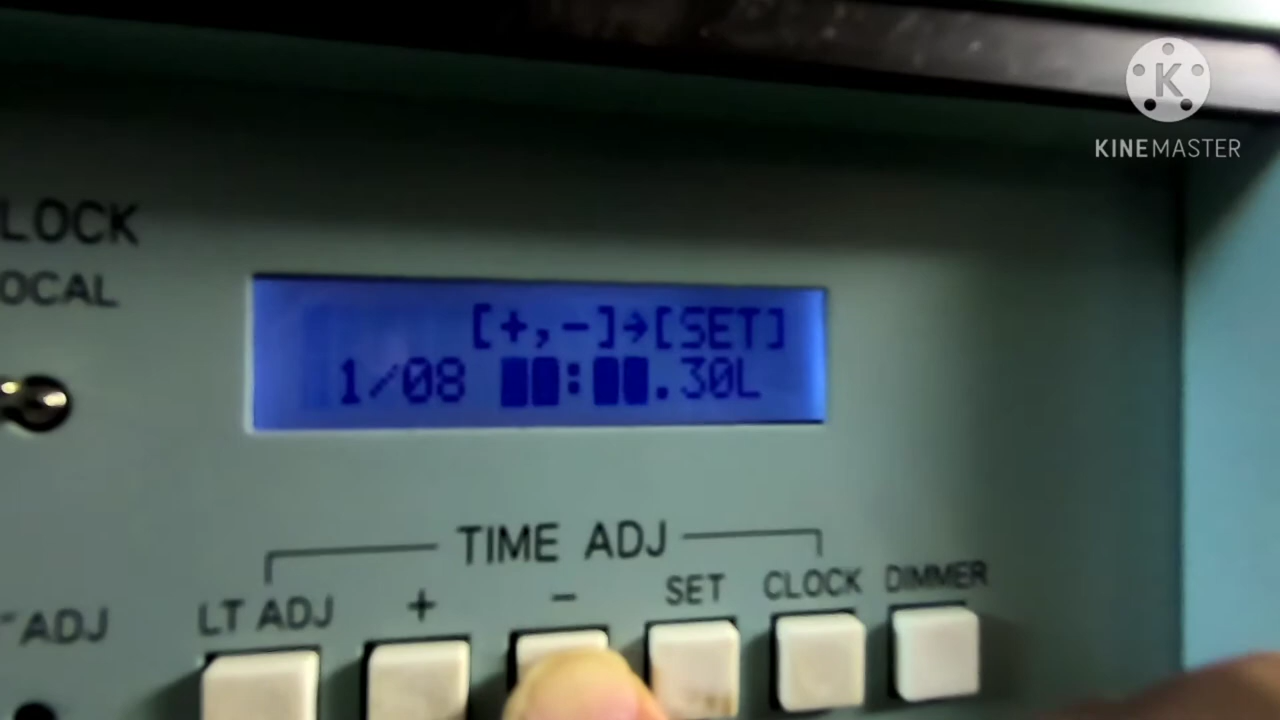 K
KINEMASTER
LOCK
OCAL
[+,-]→[SET]
1/08 ██:██.30L
TIME ADJ
LT ADJ + - SET CLOCK DIMMER
ADJ